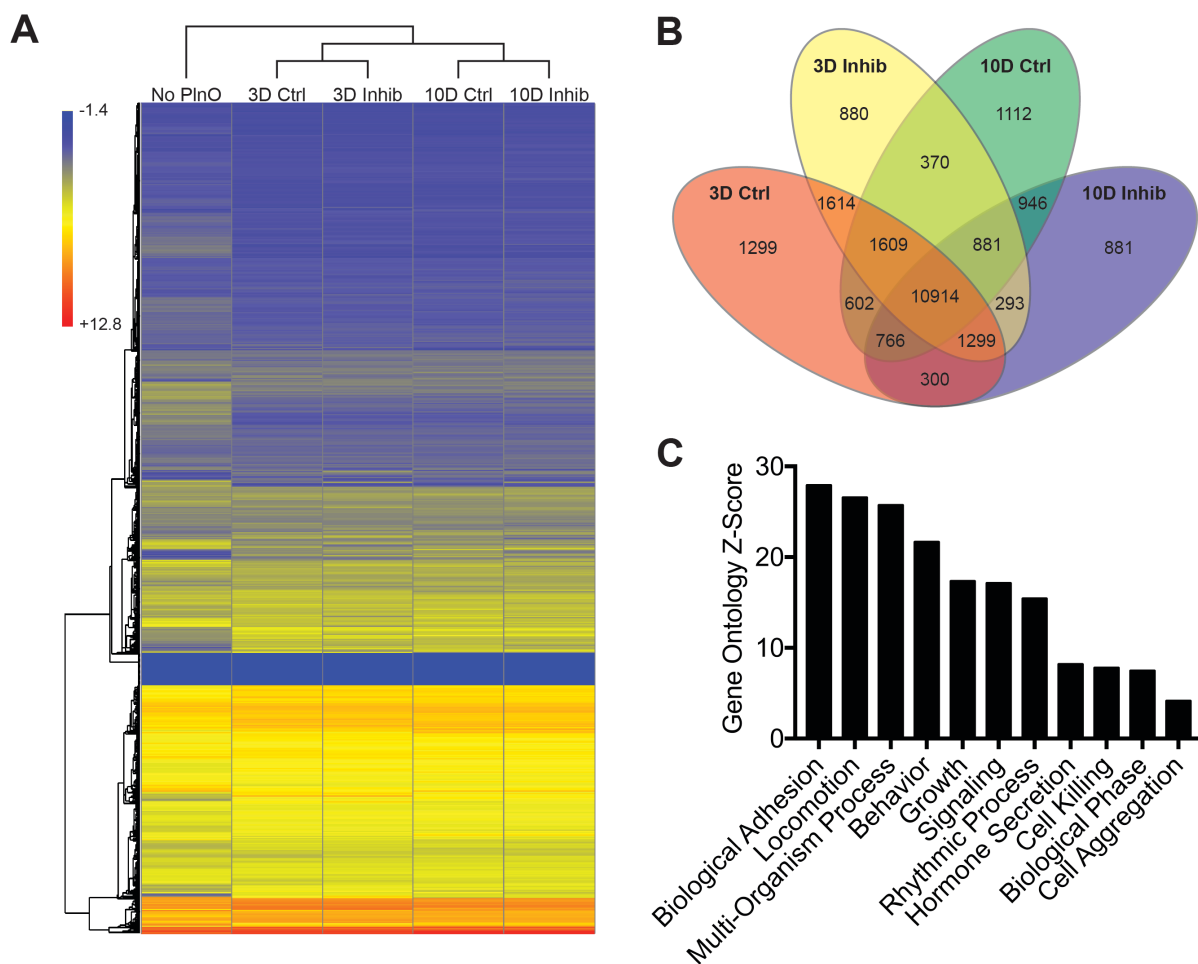 A
No PInO 3D Ctrl 3D Inhib 10D Ctrl 10D Inhib
-1.4
+12.8
B
3D Inhib 10D Ctrl
880 1112
370
3D Ctrl 10D Inhib
1614 946
1299 1609 881 881
602 10914 293
766 1299
300
C
Gene Ontology Z-Score
30
20
10
0
Biological Adhesion
Locomotion
Multi-Organism Process
Behavior
Growth
Signaling
Rhythmic Process
Hormone Secretion
Cell Killing
Biological Phase
Cell Aggregation